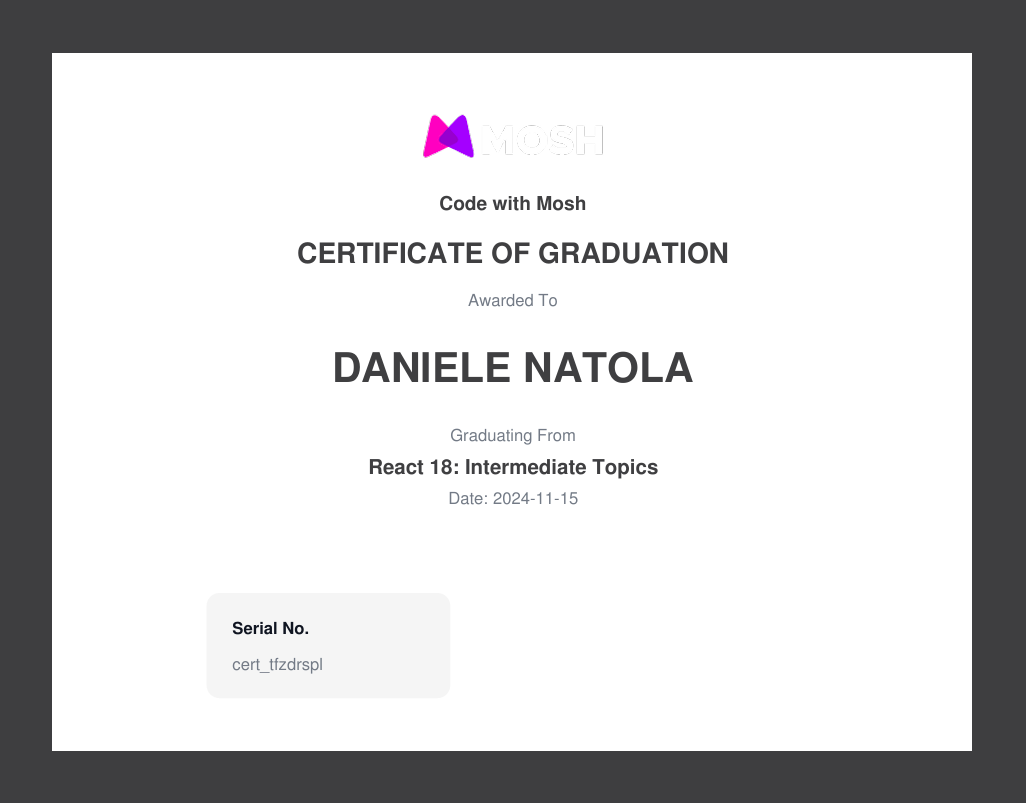 MOSH
Code with Mosh
CERTIFICATE OF GRADUATION
Awarded To
DANIELE NATOLA
Graduating From
React 18: Intermediate Topics
Date: 2024-11-15
Serial No.
cert_tfzdrspl